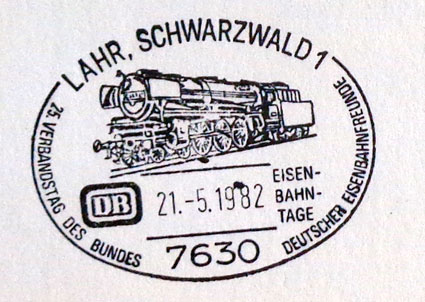 LAHR, SCHWARZWALD 1
25. VERBANDSTAG DES BUNDES
DEUTSCHER EISENBAHNFREUNDE
DB
21.-5.1982
EISEN-
BAHN-
TAGE
7630